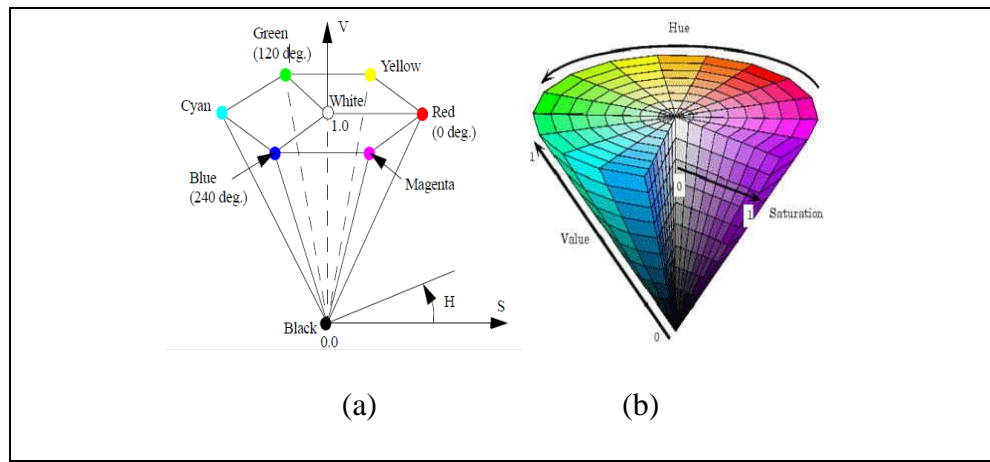 V
Green
(120 deg.)
Yellow
Cyan
White
1.0
Red
(0 deg.)
Blue
(240 deg.)
Magenta
H
S
Black
0.0
(a)
Hue
1
0
1
Saturation
Value
0
(b)